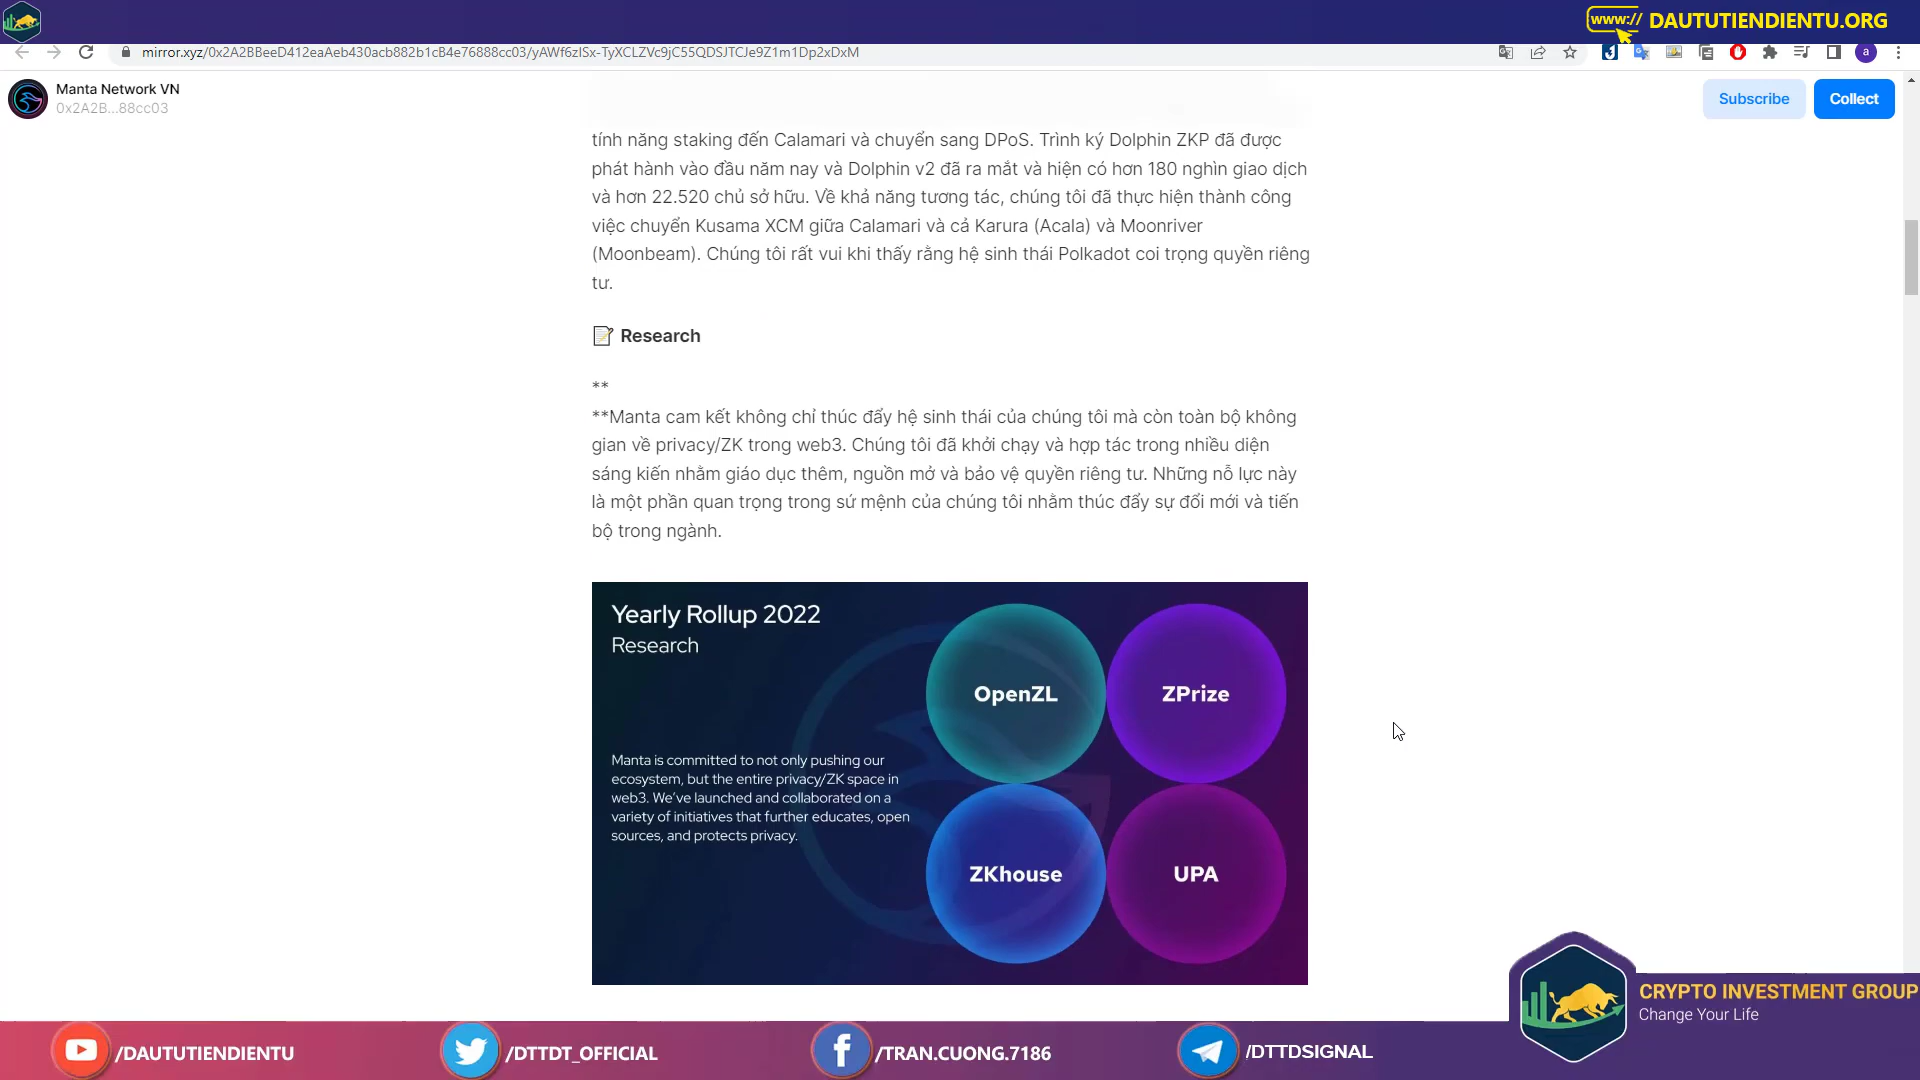 www:// DAUTUTIENDIENTU.ORG
mirror.xyz/0x2A2BBeeD412eaAeb430acb882b1cB4e76888cc03/yAWf6zISx-TyXCLZVc9jC55QDSJTCJe9Z1m1Dp2xDxM
a
Manta Network VN
0x2A2B...88cc03
Subscribe
Collect
tính năng staking đến Calamari và chuyển sang DPoS. Trình ký Dolphin ZKP đã được
phát hành vào đầu năm nay và Dolphin v2 đã ra mắt và hiện có hơn 180 nghìn giao dịch
và hơn 22.520 chủ sở hữu. Về khả năng tương tác, chúng tôi đã thực hiện thành công
việc chuyển Kusama XCM giữa Calamari và cả Karura (Acala) và Moonriver
(Moonbeam). Chúng tôi rất vui khi thấy rằng hệ sinh thái Polkadot coi trọng quyền riêng
tư.
📝 Research
**
**Manta cam kết không chỉ thúc đẩy hệ sinh thái của chúng tôi mà còn toàn bộ không
gian về privacy/ZK trong web3. Chúng tôi đã khởi chạy và hợp tác trong nhiều diện
sáng kiến nhằm giáo dục thêm, nguồn mở và bảo vệ quyền riêng tư. Những nỗ lực này
là một phần quan trọng trong sứ mệnh của chúng tôi nhằm thúc đẩy sự đổi mới và tiến
bộ trong ngành.
Yearly Rollup 2022
Research
Manta is committed to not only pushing our
ecosystem, but the entire privacy/ZK space in
web3. We've launched and collaborated on a
variety of initiatives that further educates, open
sources, and protects privacy.
OpenZL
ZPrize
ZKhouse
UPA
CRYPTO INVESTMENT GROUP
Change Your Life
/DAUTUTIENDIENTU
/DTTDT_OFFICIAL
/TRAN.CUONG.7186
/DTTDSIGNAL